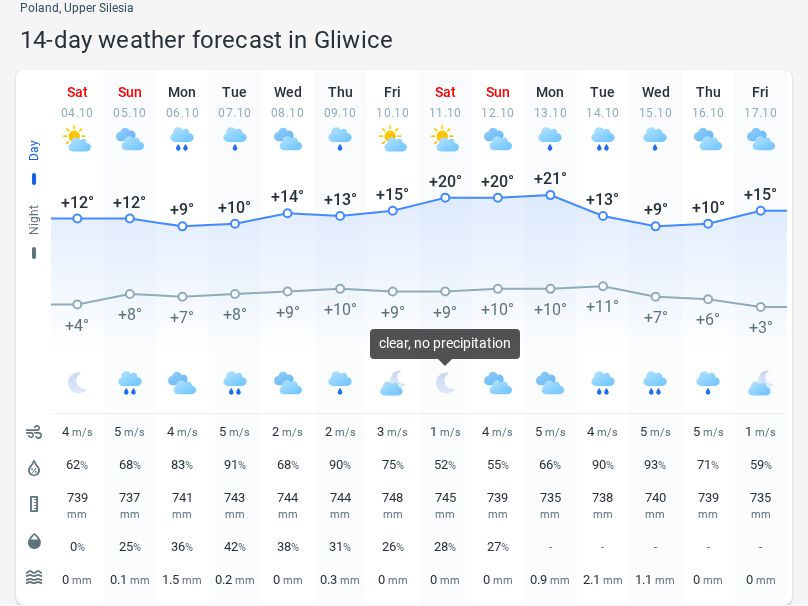 Poland, Upper Silesia
14-day weather forecast in Gliwice
Sat Sun Mon Tue Wed Thu Fri Sat Sun Mon Tue Wed Thu Fri
04.10 05.10 06.10 07.10 08.10 09.10 10.10 11.10 12.10 13.10 14.10 15.10 16.10 17.10
Day
+12° +12° +9° +10° +14° +13° +15° +20° +20° +21° +13° +9° +10° +15°
Night
+4° +8° +7° +8° +9° +10° +9° +9° +10° +10° +11° +7° +6° +3°
clear, no precipitation
4 m/s 5 m/s 4 m/s 5 m/s 2 m/s 2 m/s 3 m/s 1 m/s 4 m/s 5 m/s 4 m/s 5 m/s 5 m/s 1 m/s
62% 68% 83% 91% 68% 90% 75% 52% 55% 66% 90% 93% 71% 59%
739 737 741 743 744 744 748 745 739 735 738 740 739 735
mm mm mm mm mm mm mm mm mm mm mm mm mm mm
0% 25% 36% 42% 38% 31% 26% 28% 27% - - - - -
0 mm 0.1 mm 1.5 mm 0.2 mm 0 mm 0.3 mm 0 mm 0 mm 0 mm 0.9 mm 2.1 mm 1.1 mm 0 mm 0 mm